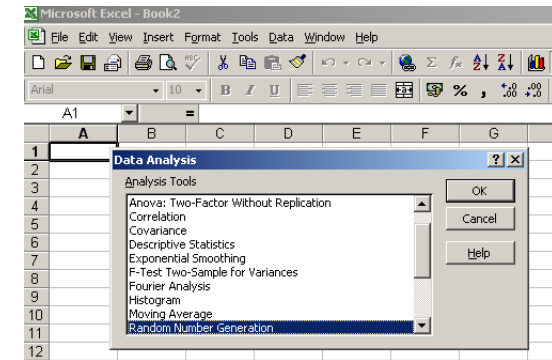 Microsoft Excel - Book2
File Edit View Insert Format Tools Data Window Help
Arial 10 B I U % , .00
A1 =
A B C D E F G
1
Data Analysis ? X
2
Analysis Tools
3
OK
Anova: Two-Factor Without Replication
4
Correlation
5
Cancel
Covariance
6
Descriptive Statistics
7
Exponential Smoothing
Help
8
F-Test Two-Sample for Variances
Fourier Analysis
9
Histogram
10
Moving Average
11
Random Number Generation
12